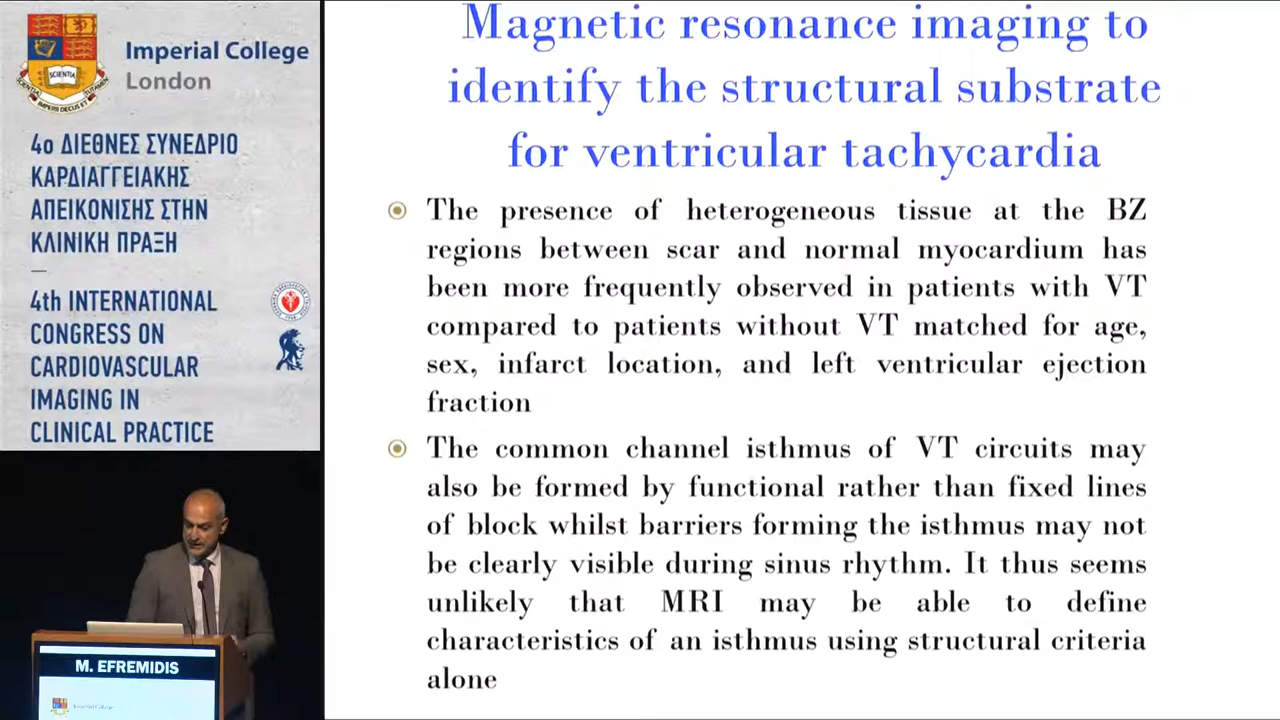 Imperial College
London
SCIENTIA
4ο ΔΙΕΘΝΕΣ ΣΥΝΕΔΡΙΟ
ΚΑΡΔΙΑΓΓΕΙΑΚΗΣ
ΑΠΕΙΚΟΝΙΣΗΣ ΣΤΗΝ
ΚΛΙΝΙΚΗ ΠΡΑΞΗ
4th INTERNATIONAL
CONGRESS ON
CARDIOVASCULAR
IMAGING IN
CLINICAL PRACTICE
M. EFREMIDIS
Imperial College
Magnetic resonance imaging to
identify the structural substrate
for ventricular tachycardia
The presence of heterogeneous tissue at the BZ
regions between scar and normal myocardium has
been more frequently observed in patients with VT
compared to patients without VT matched for age,
sex, infarct location, and left ventricular ejection
fraction
The common channel isthmus of VT circuits may
also be formed by functional rather than fixed lines
of block whilst barriers forming the isthmus may not
be clearly visible during sinus rhythm. It thus seems
unlikely that MRI may be able to define
characteristics of an isthmus using structural criteria
alone